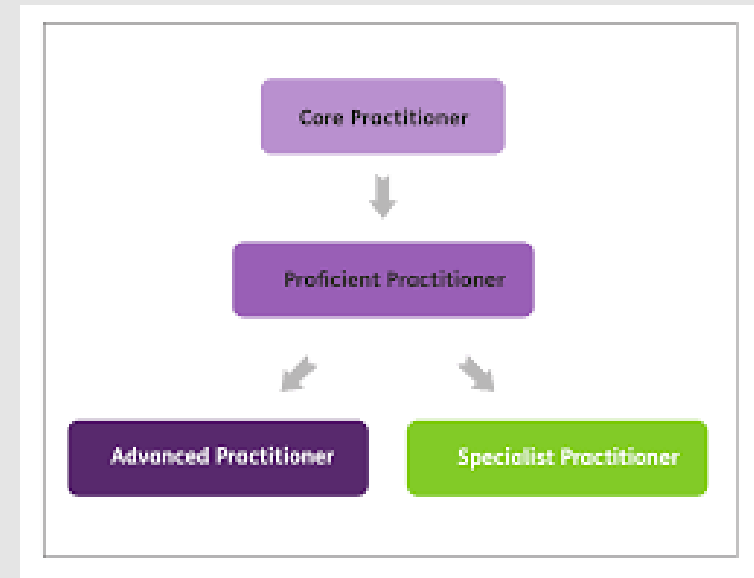 Core Practitioner
Proficient Practitioner
Advanced Practitioner
Specialist Practitioner